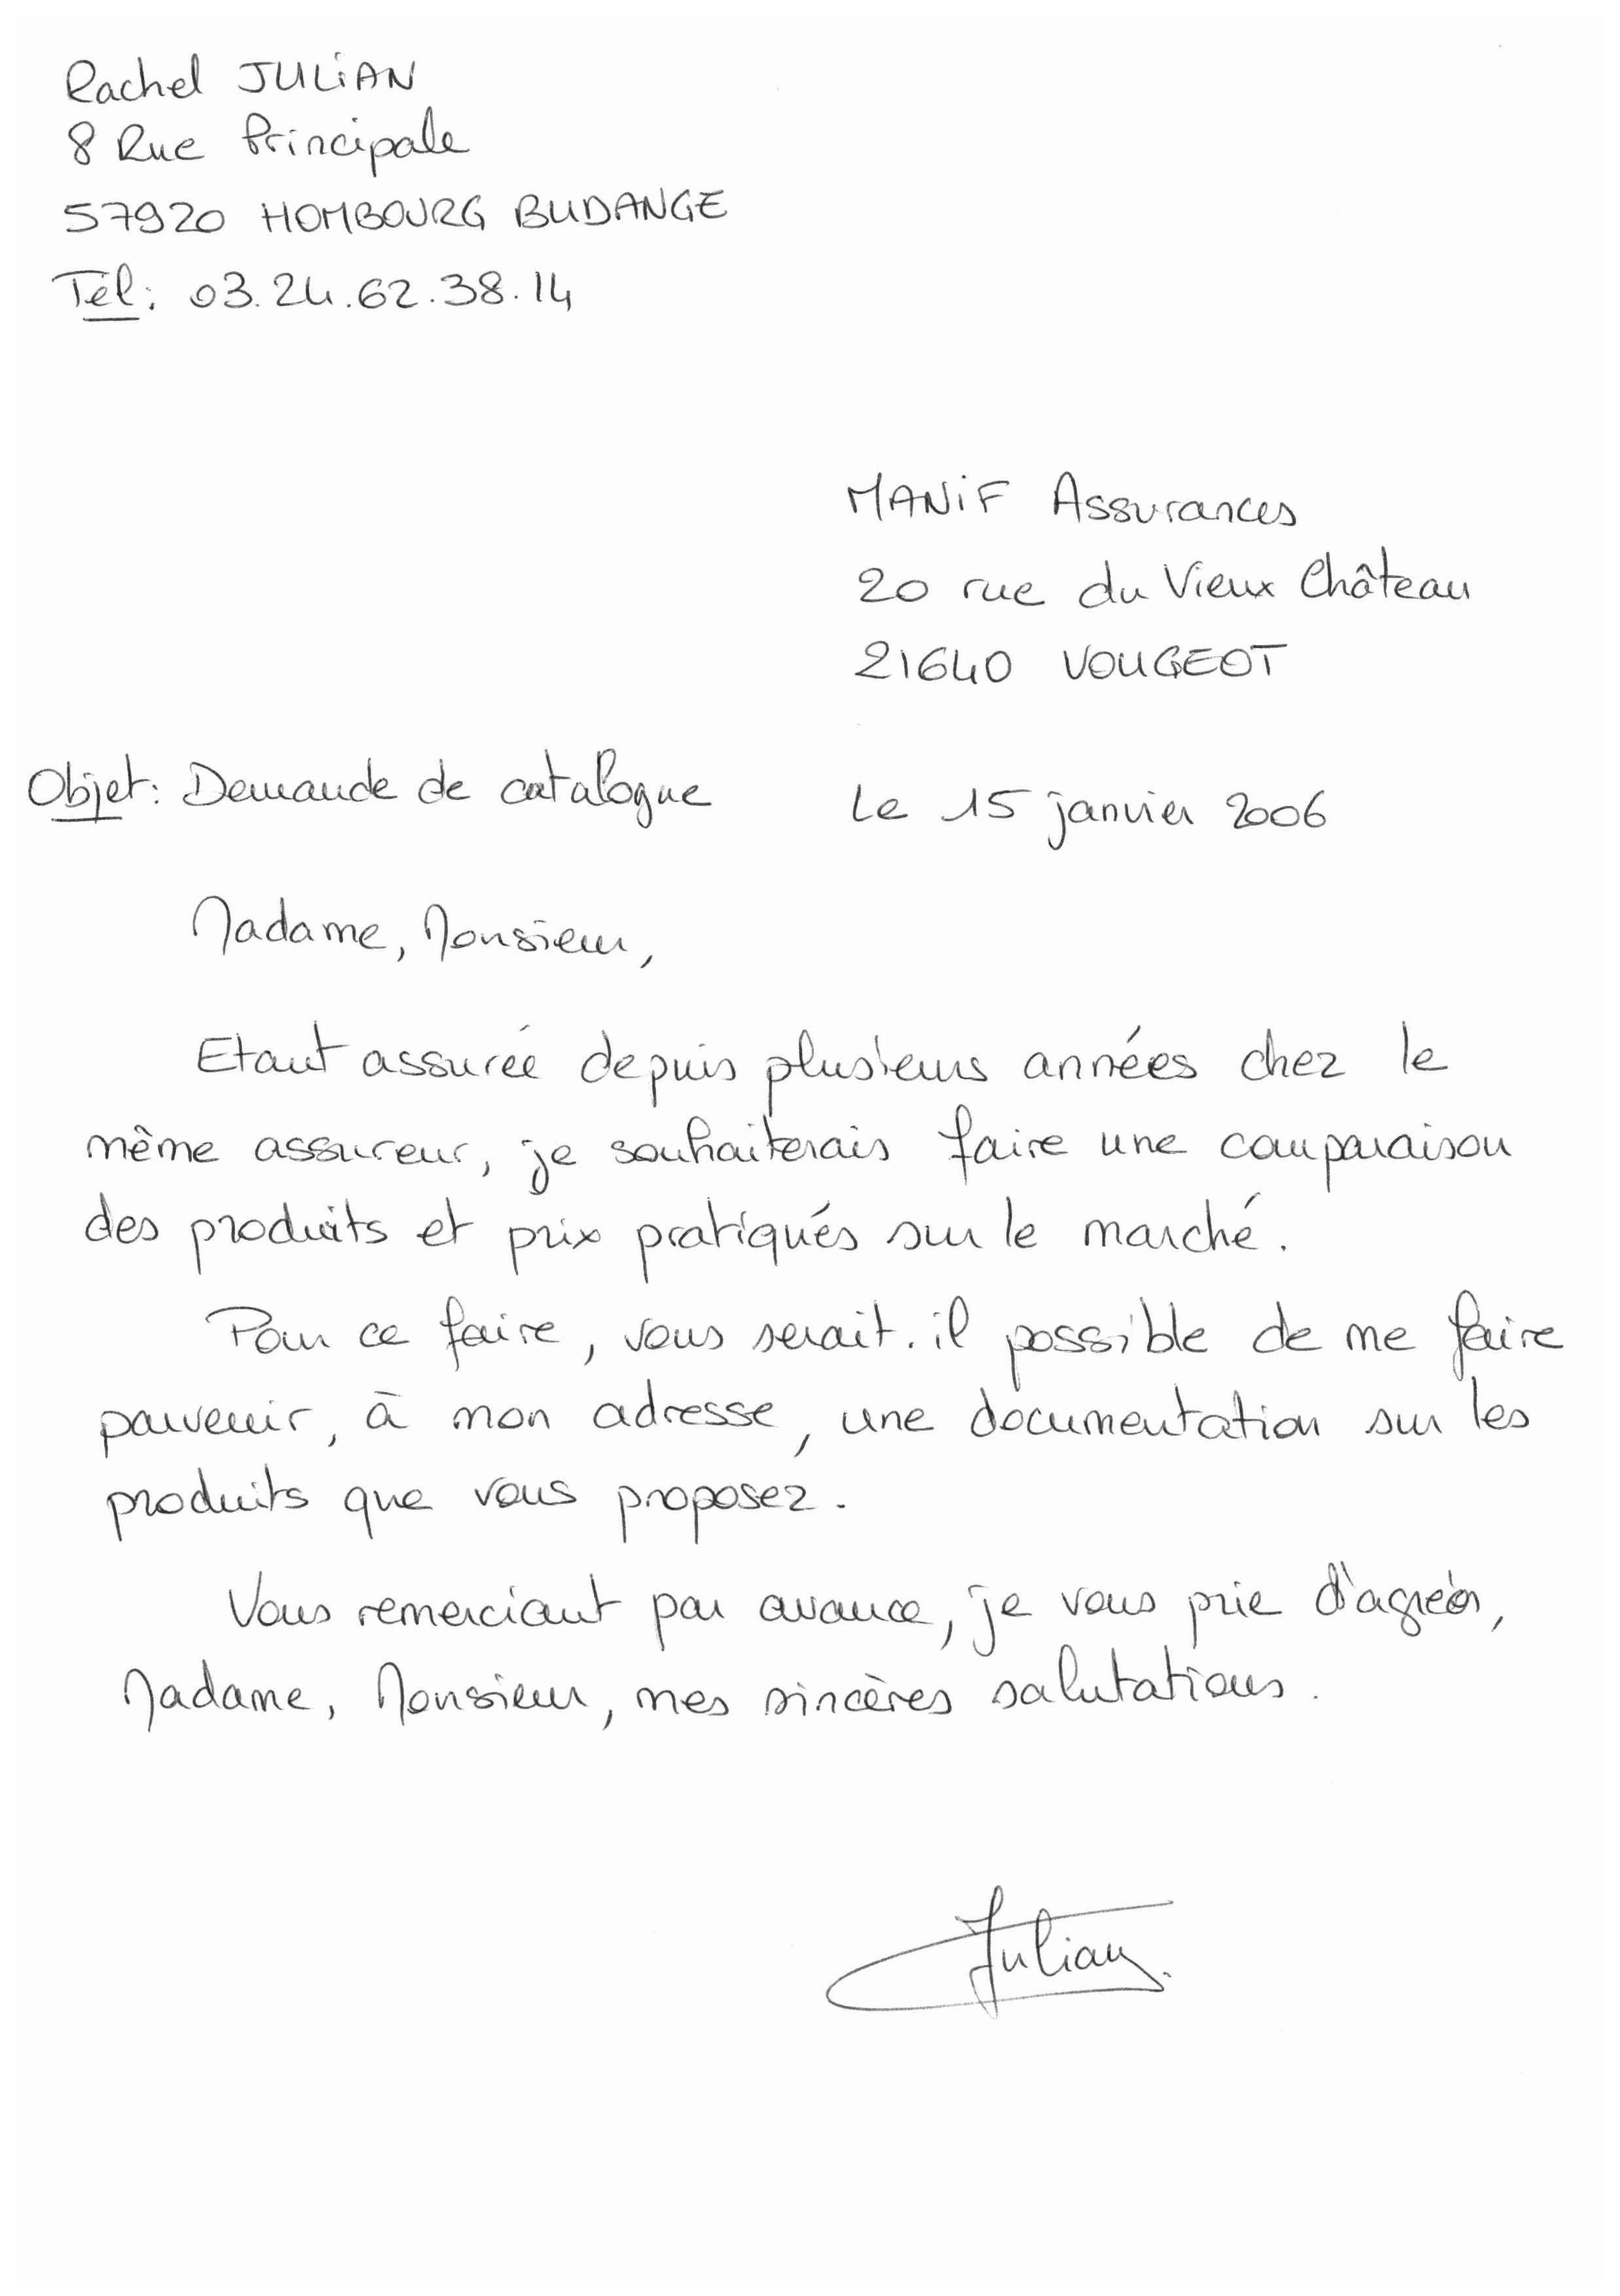 Rachel JULIAN
8 Rue Principale
57920 HOMBOURG BUDANGE
Tél: 03.24.62.38.14
MANIF Assurances
20 rue du Vieux Château
21640 VOUGEOT
Objet: Demande de catalogue
Le 15 janvier 2006
Madame, Monsieur,
Etant assurée depuis plusieurs années chez le
même assureur, je souhaiterais faire une comparaison
des produits et prix pratiqués sur le marché.
Pour ce faire, vous serait-il possible de me faire
parvenir, à mon adresse, une documentation sur les
produits que vous proposez.
Vous remerciant par avance, je vous prie d'agréer,
Madame, Monsieur, mes sincères salutations.
Julian